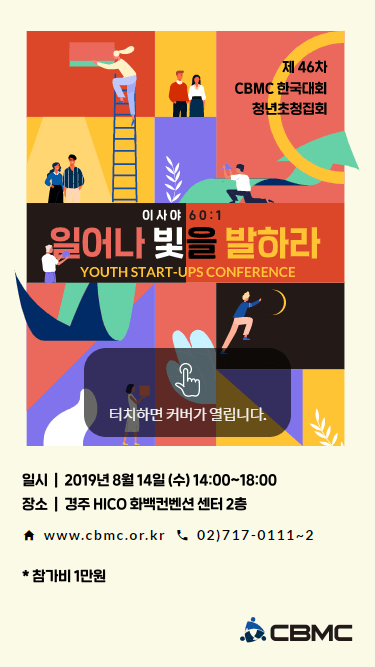 제 46차
CBMC 한국대회
청년초청집회
이사야 60:1
일어나 빛을 발하라
YOUTH START-UPS CONFERENCE
터치하면 커버가 열립니다.
일시 | 2019년 8월 14일 (수) 14:00~18:00
장소 | 경주 HICO 화백컨벤션 센터 2층
www.cbmc.or.kr 02)717-0111~2
* 참가비 1만원
CBMC